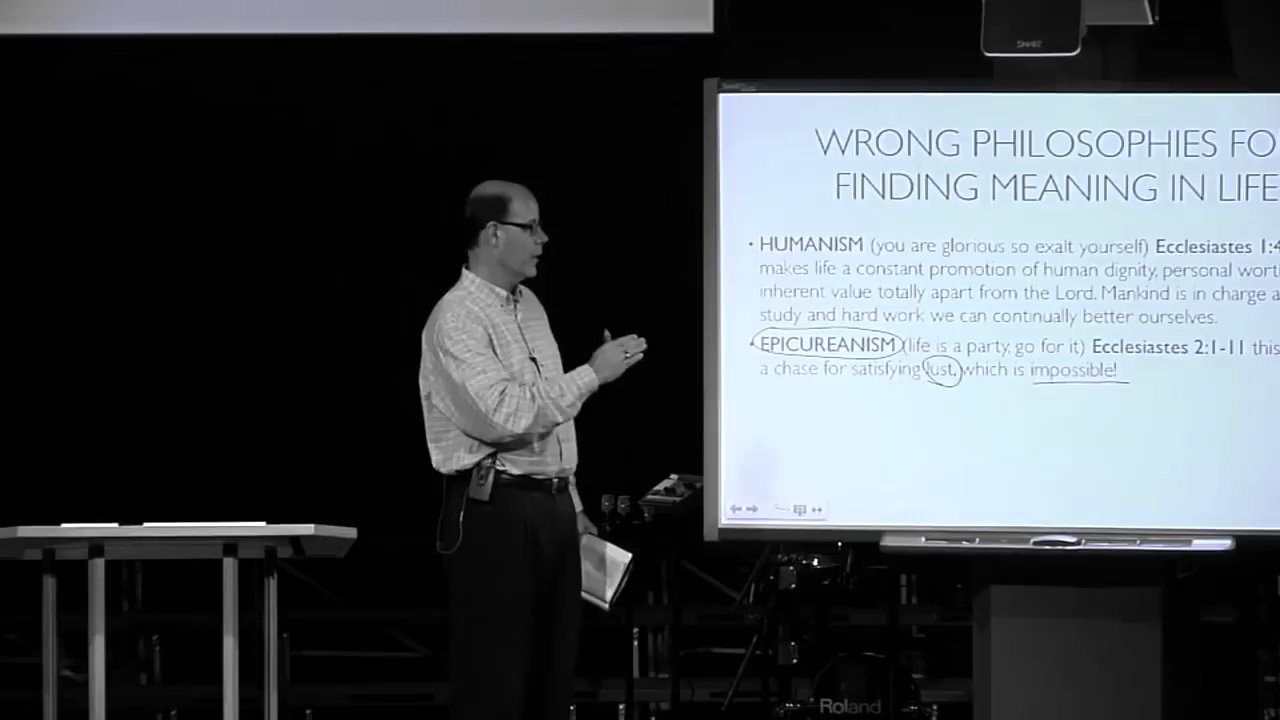 SMART
WRONG PHILOSOPHIES FO
FINDING MEANING IN LIFE
• HUMANISM (you are glorious so exalt yourself) Ecclesiastes 1:4
makes life a constant promotion of human dignity, personal wort
inherent value totally apart from the Lord. Mankind is in charge a
study and hard work we can continually better ourselves.
• EPICUREANISM (life is a party, go for it) Ecclesiastes 2:1-11 this
a chase for satisfying lust, which is impossible!
Roland